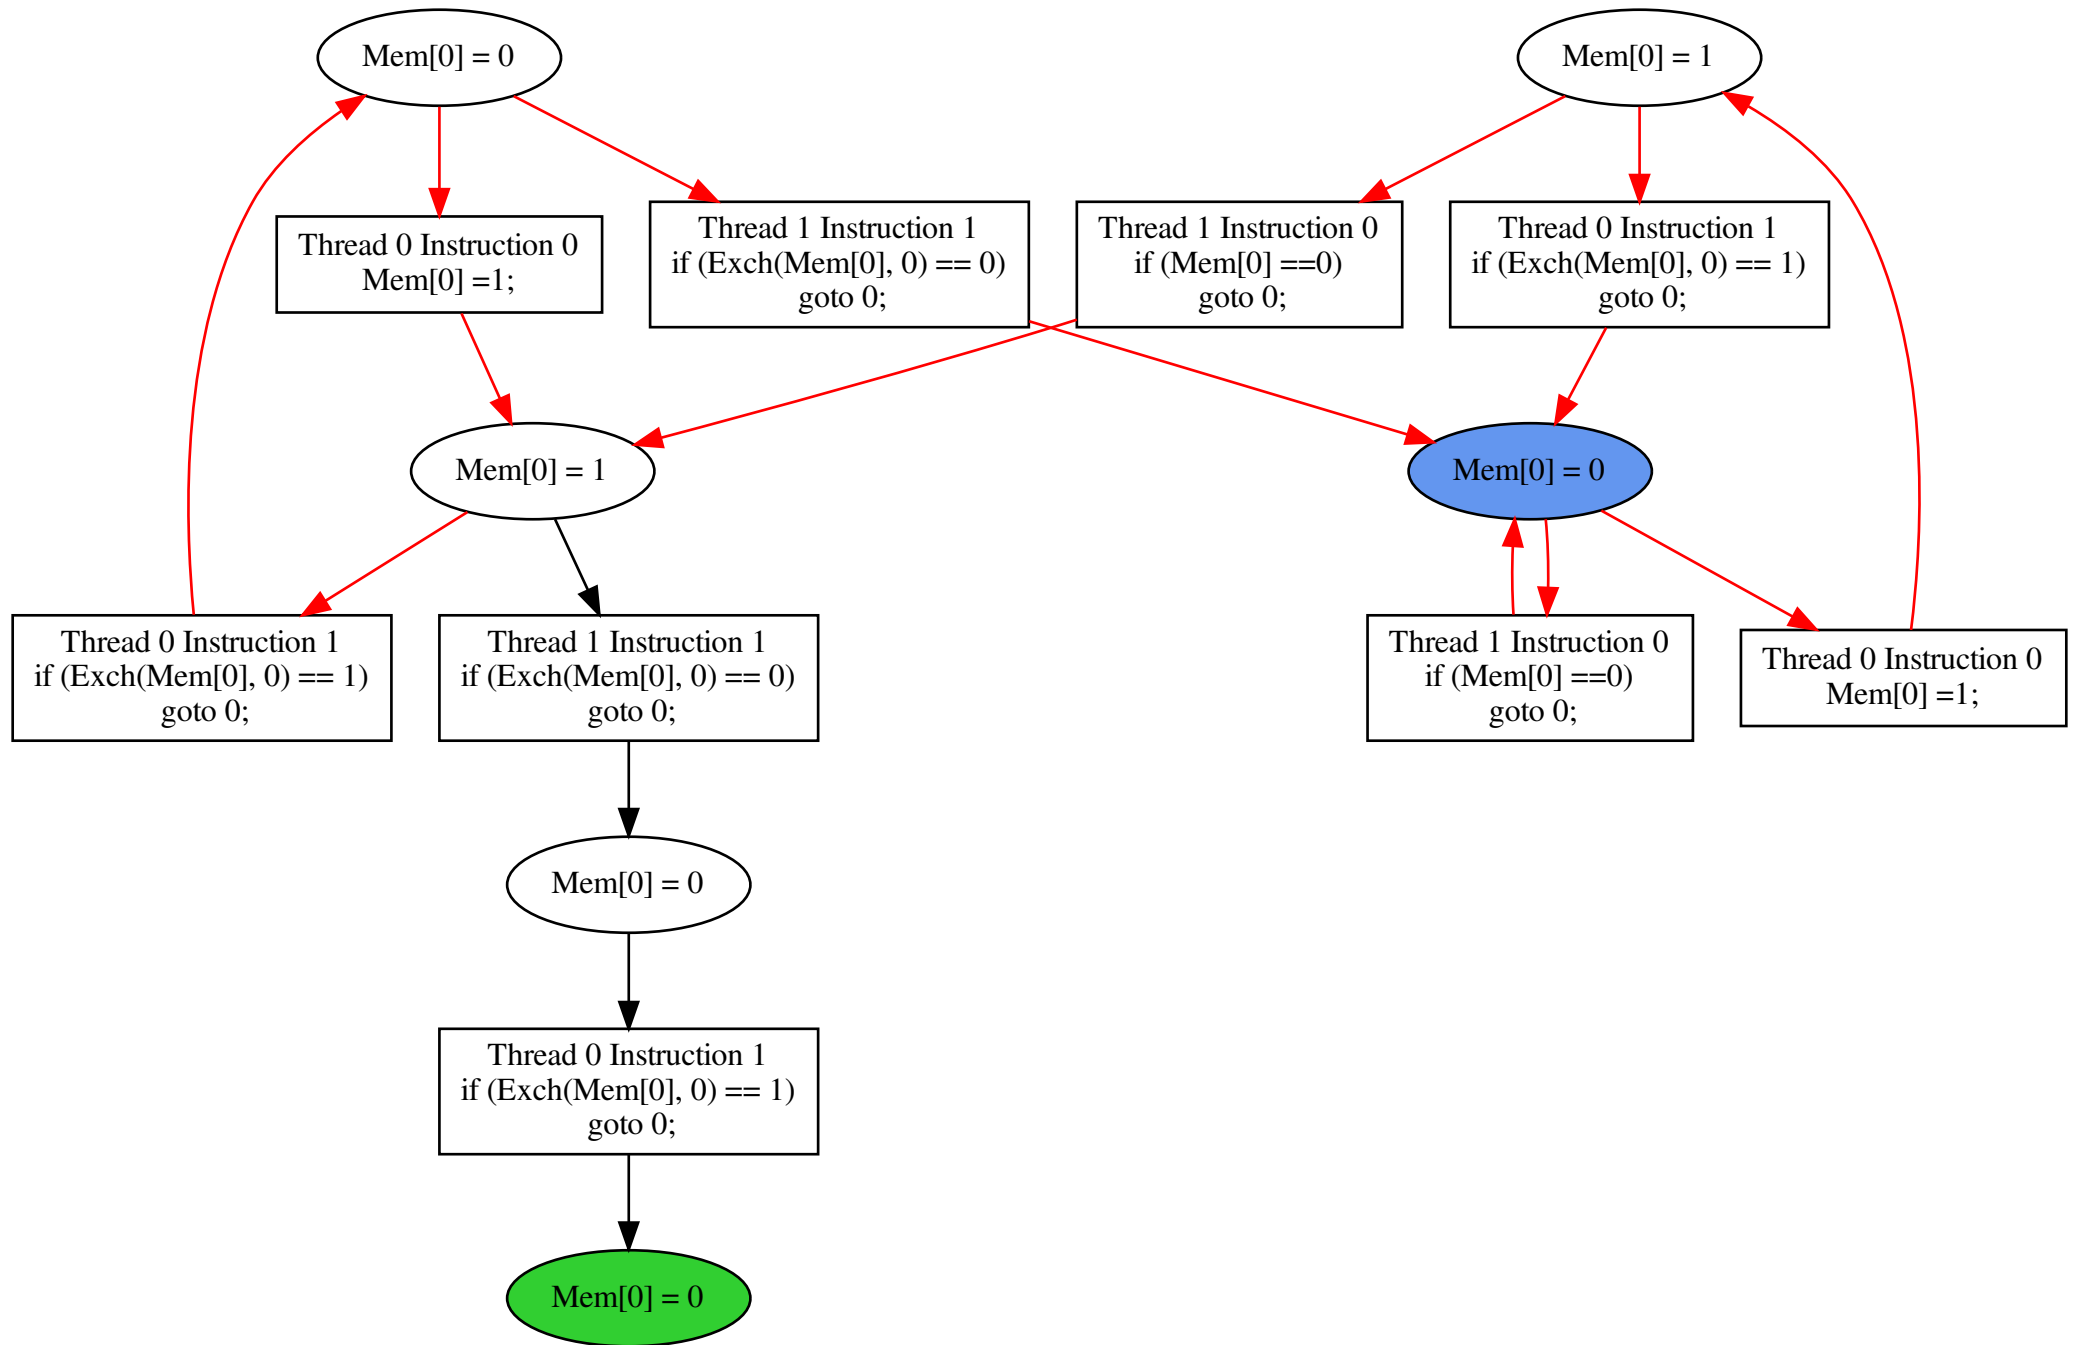 Mem[0] = 0
Mem[0] = 1
Thread 0 Instruction 0
Mem[0] =1;
Thread 1 Instruction 1
if (Exch(Mem[0], 0) == 0)
goto 0;
Thread 1 Instruction 0
if (Mem[0] ==0)
goto 0;
Thread 0 Instruction 1
if (Exch(Mem[0], 0) == 1)
goto 0;
Mem[0] = 1
Mem[0] = 0
Thread 0 Instruction 1
if (Exch(Mem[0], 0) == 1)
goto 0;
Thread 1 Instruction 1
if (Exch(Mem[0], 0) == 0)
goto 0;
Thread 1 Instruction 0
if (Mem[0] ==0)
goto 0;
Thread 0 Instruction 0
Mem[0] =1;
Mem[0] = 0
Thread 0 Instruction 1
if (Exch(Mem[0], 0) == 1)
goto 0;
Mem[0] = 0